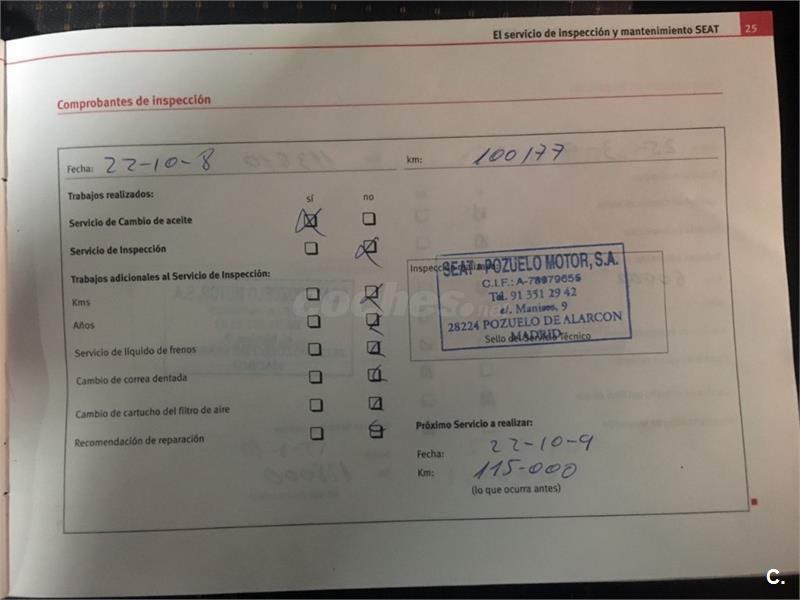 El servicio de inspección y mantenimiento SEAT 25
Comprobantes de inspección
Fecha: 22-10-8 km: 100177
Trabajos realizados: sí no
Servicio de Cambio de aceite
Servicio de Inspección
Trabajos adicionales al Servicio de Inspección:
Kms
Años
Servicio de líquido de frenos
Cambio de correa dentada
Cambio de cartucho del filtro de aire
Recomendación de reparación
SEAT - POZUELO MOTOR, S.A.
C.I.F.: A-78979655
Tel. 91 351 29 42
c/. Manises, 9
28224 POZUELO DE ALARCON
MADRID
Sello del Servicio Técnico
Próximo Servicio a realizar:
Fecha: 22-10-9
Km: 115-000
(lo que ocurra antes)
coches.net
C.